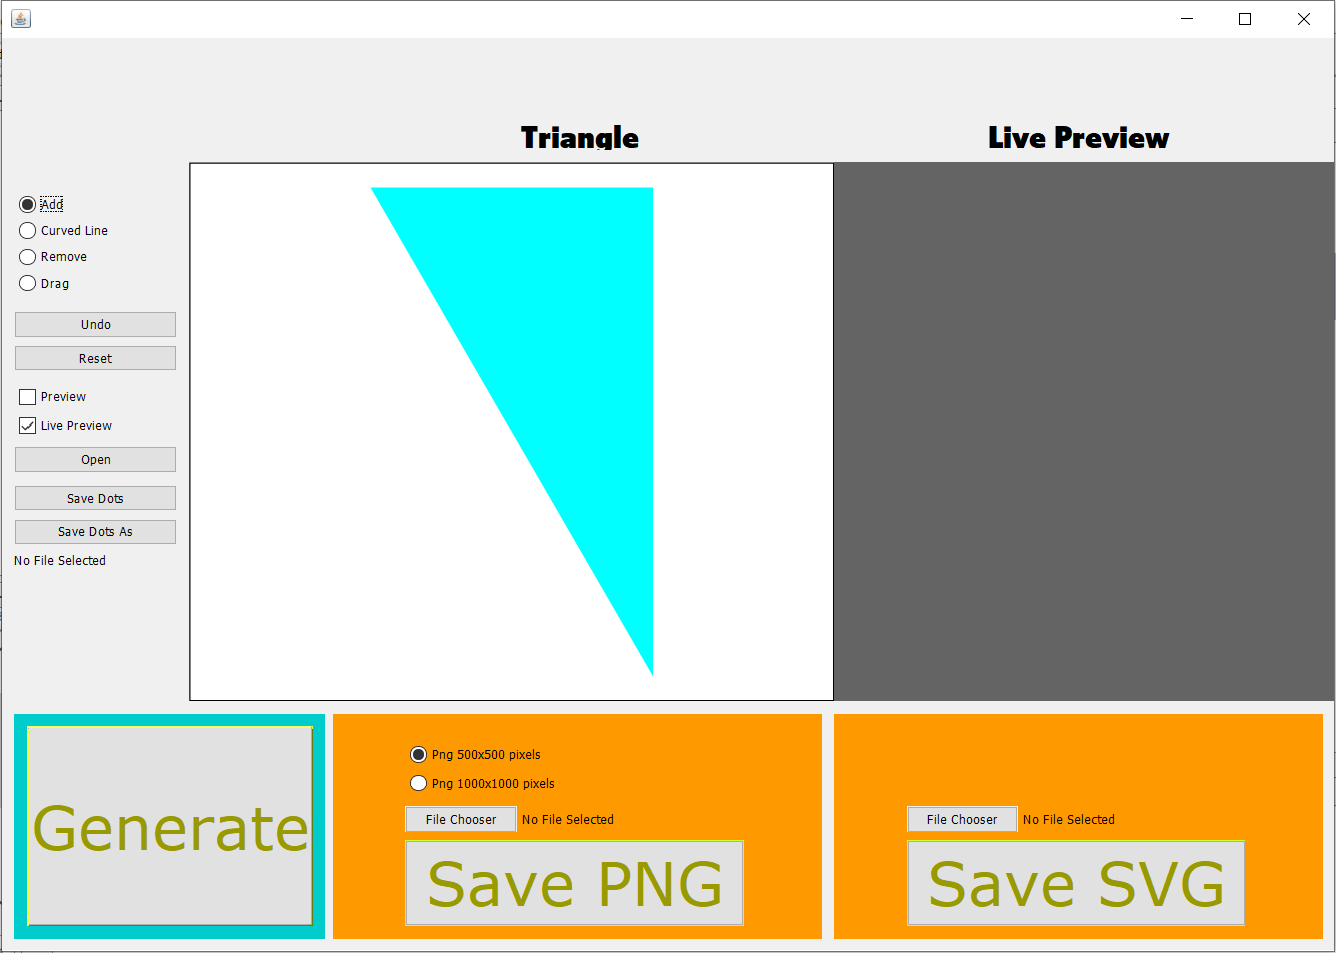 Triangle
Live Preview
Add
Curved Line
Remove
Drag
Undo
Reset
Preview
Live Preview
Open
Save Dots
Save Dots As
No File Selected
Generate
Png 500x500 pixels
Png 1000x1000 pixels
File Chooser No File Selected
Save PNG
File Chooser No File Selected
Save SVG